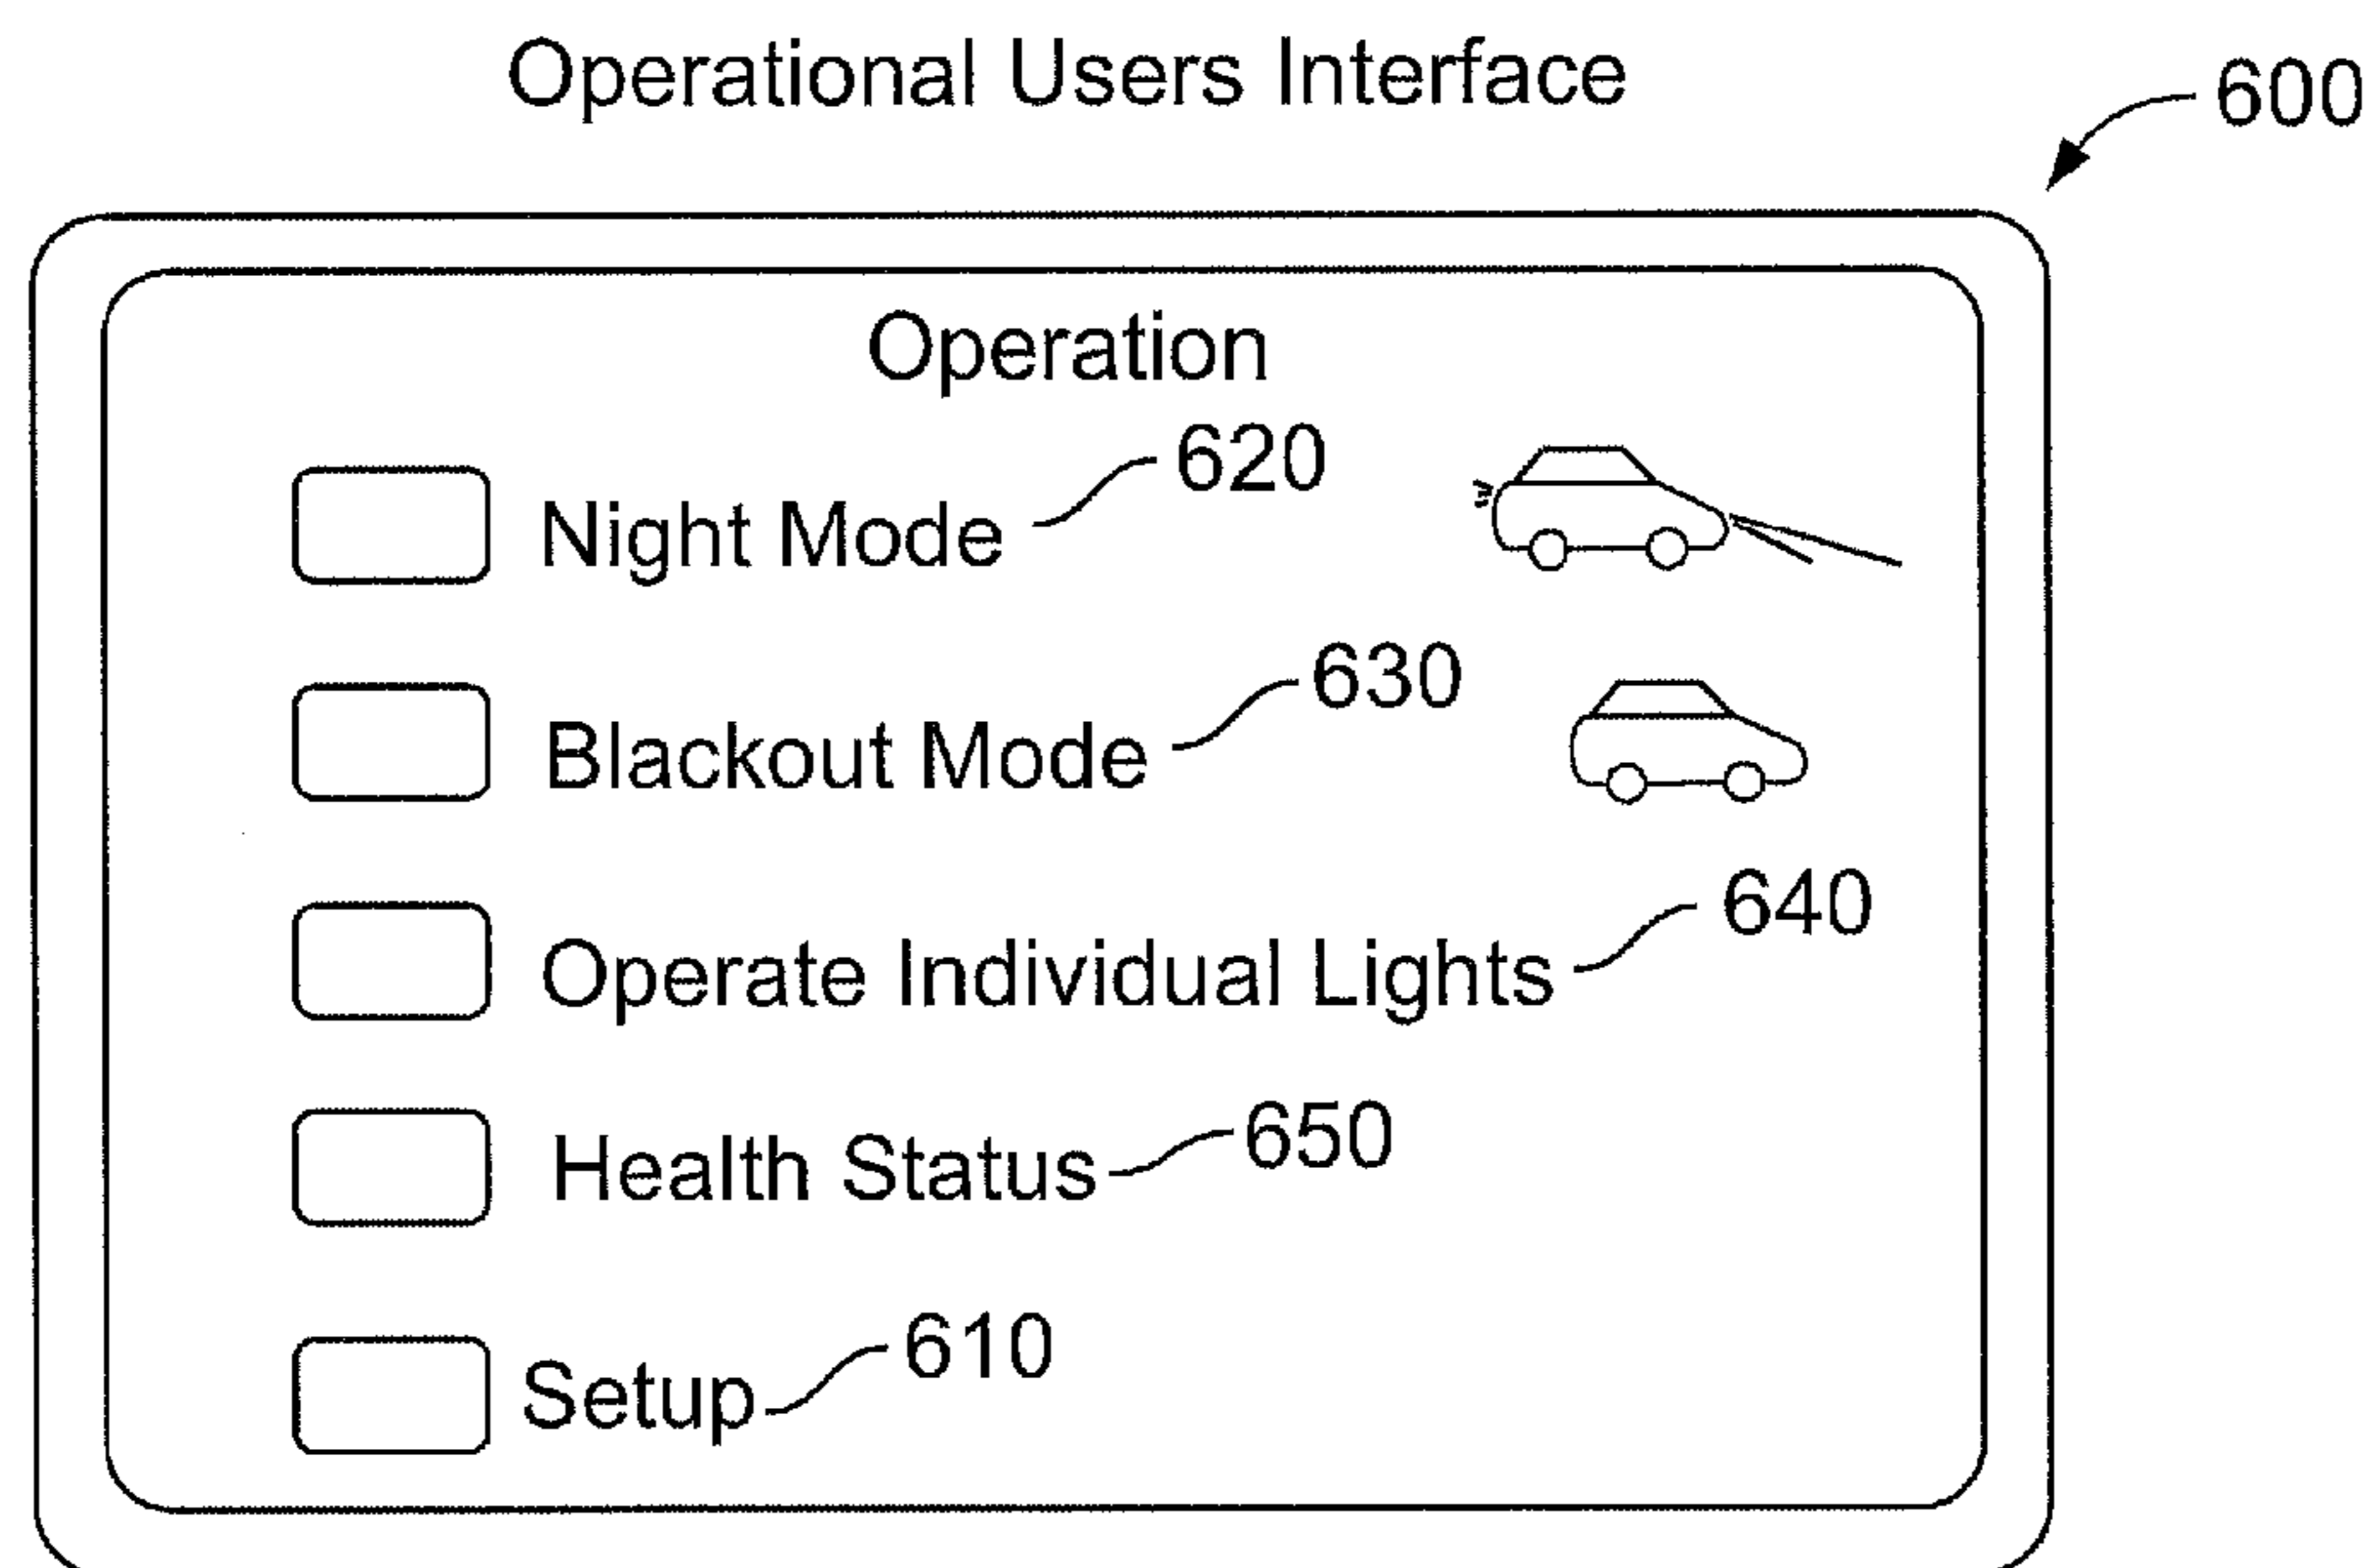 Operational Users Interface
600
Operation
620
Night Mode
630
Blackout Mode
640
Operate Individual Lights
650
Health Status
610
Setup